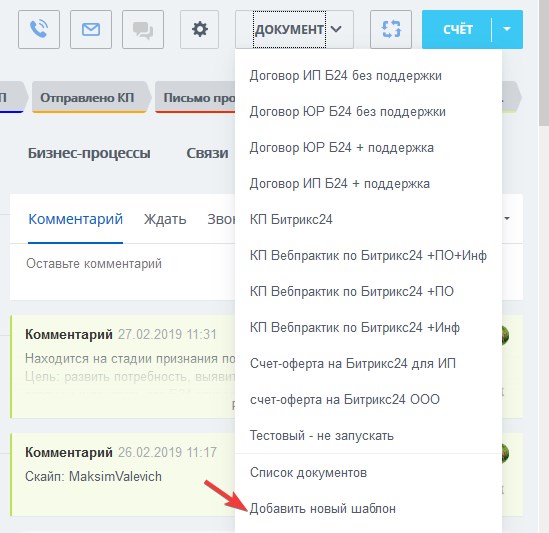 ДОКУМЕНТ
СЧЁТ
П
Отправлено КП
Письмо про
Бизнес-процессы
Связи
Комментарий
Ждать
Звон
Оставьте комментарий
Комментарий 27.02.2019 11:31
Находится на стадии признания по
Цель: развить потребность, выявит
Комментарий 26.02.2019 11:17
Скайп: MaksimValevich
Договор ИП Б24 без поддержки
Договор ЮР Б24 без поддержки
Договор ЮР Б24 + поддержка
Договор ИП Б24 + поддержка
КП Битрикс24
КП Вебпрактик по Битрикс24 +ПО+Инф
КП Вебпрактик по Битрикс24 +ПО
КП Вебпрактик по Битрикс24 +Инф
Счет-оферта на Битрикс24 для ИП
счет-оферта на Битрикс24 ООО
Тестовый - не запускать
Список документов
Добавить новый шаблон